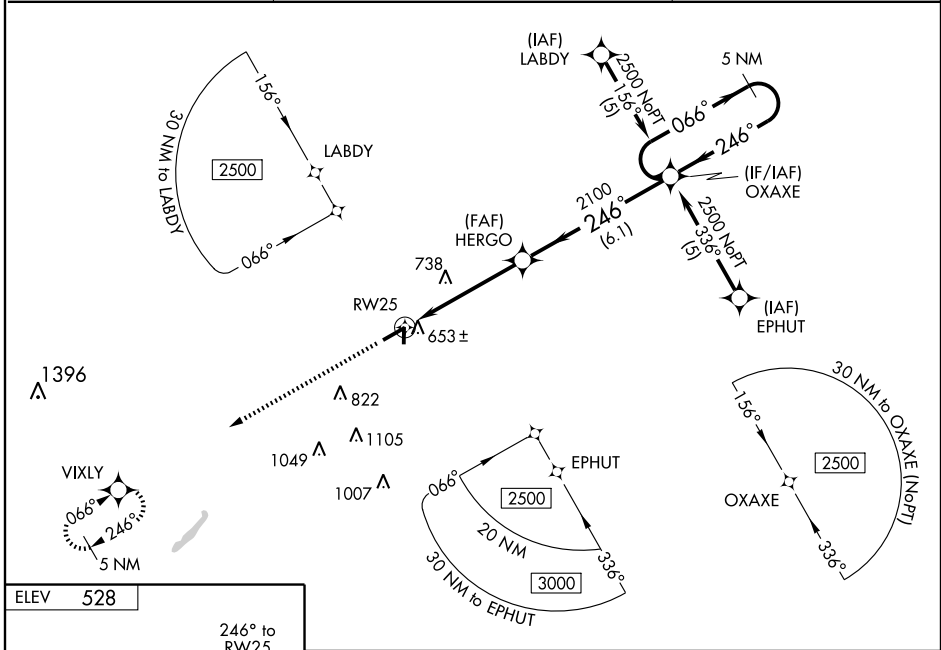 (IAF)
LABDY
5 NM
2500 NoPT
156°
(5)
066°
246°
(IF/IAF)
OXAXE
156°
LABDY
2500
30 NM to LABDY
066°
2100
246°
(6.1)
2500 NoPT
336°
(5)
(FAF)
HERGO
738
RW25
653 ±
(IAF)
EPHUT
1396
822
1105
1049
1007
VIXLY
066°
246°
5 NM
EPHUT
066°
2500
20 NM
336°
3000
30 NM to EPHUT
30 NM to OXAXE (NoPT)
156°
2500
OXAXE
336°
ELEV 528
246° to
RW25